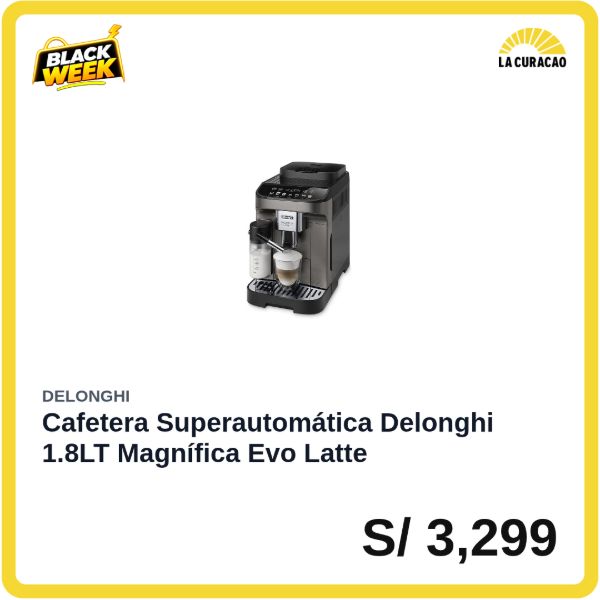 BLACK
WEEK
LA CURACAO
DELONGHI
Cafetera Superautomática Delonghi
1.8LT Magnífica Evo Latte
S/ 3,299